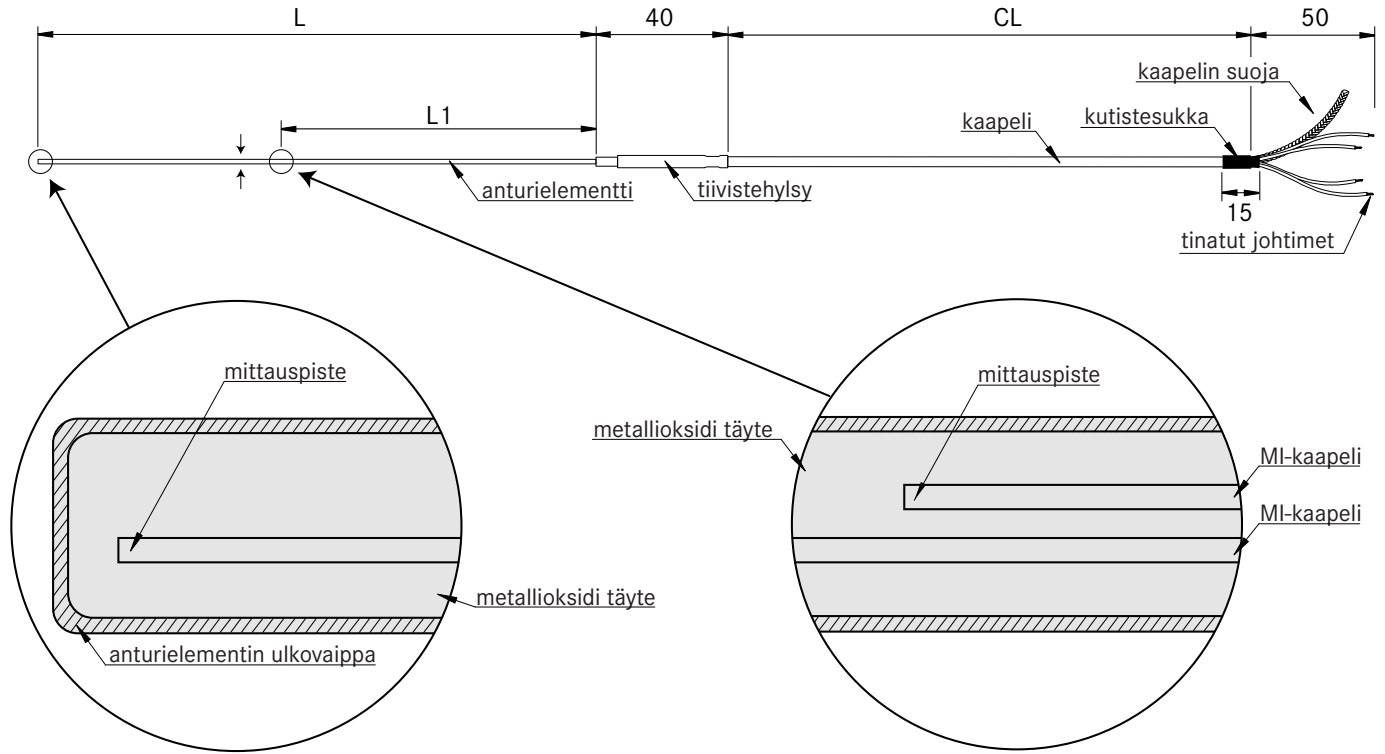 L
40
CL
50
kaapelin suoja
L1
kaapeli
kutistesukka
anturielementti
tiivistehylsy
15
tinatut johtimet
mittauspiste
metallioksidi täyte
anturielementin ulkovaippa
mittauspiste
metallioksidi täyte
MI-kaapeli
MI-kaapeli